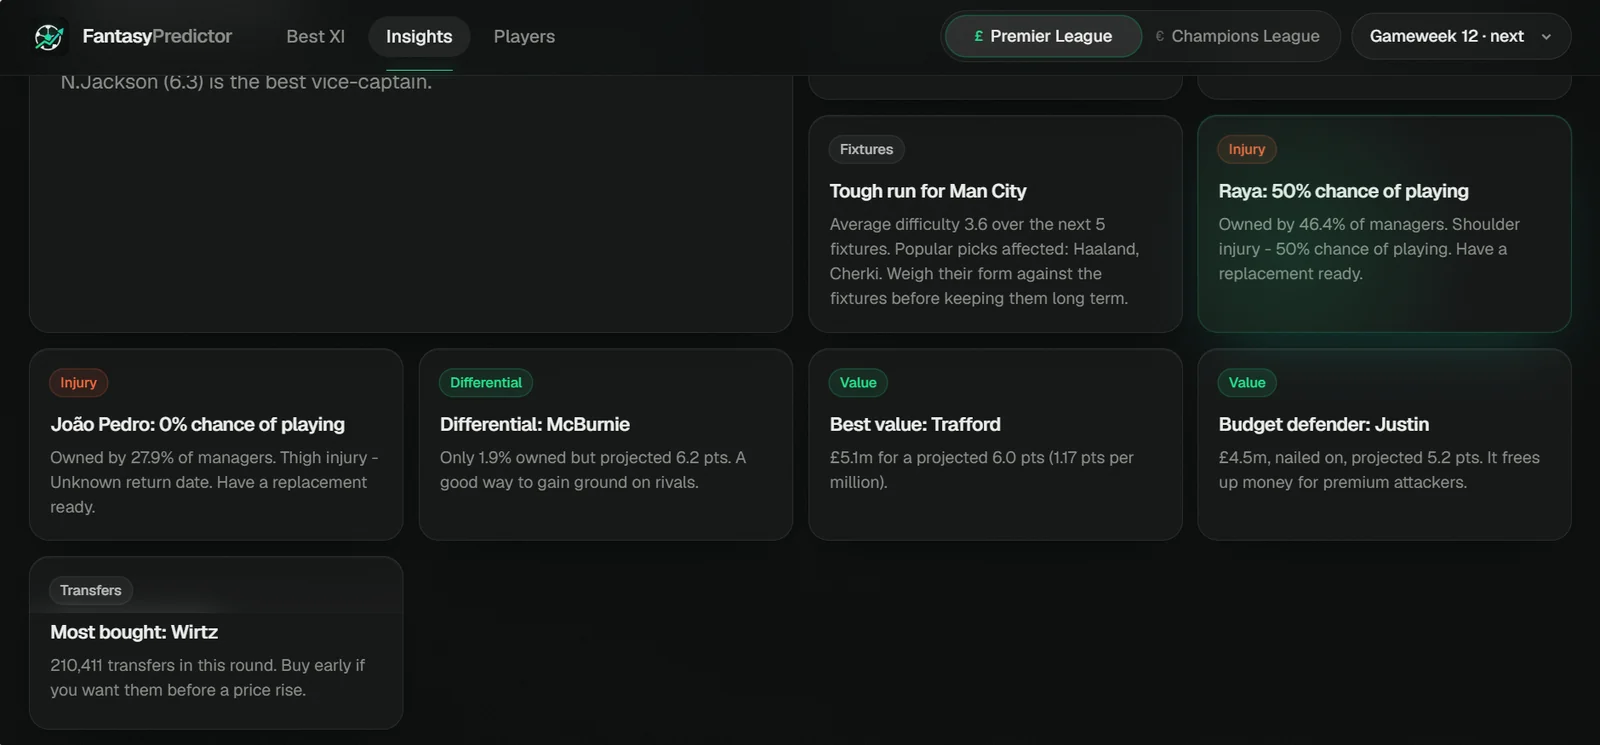 FantasyPredictor
Best XI
Insights
Players
£ Premier League
€ Champions League
Gameweek 12 · next
N.Jackson (6.3) is the best vice-captain.
Fixtures
Tough run for Man City
Average difficulty 3.6 over the next 5
fixtures. Popular picks affected: Haaland,
Cherki. Weigh their form against the
fixtures before keeping them long term.
Injury
Raya: 50% chance of playing
Owned by 46.4% of managers. Shoulder
injury - 50% chance of playing. Have a
replacement ready.
Injury
João Pedro: 0% chance of playing
Owned by 27.9% of managers. Thigh injury -
Unknown return date. Have a replacement
ready.
Differential
Differential: McBurnie
Only 1.9% owned but projected 6.2 pts. A
good way to gain ground on rivals.
Value
Best value: Trafford
£5.1m for a projected 6.0 pts (1.17 pts per
million).
Value
Budget defender: Justin
£4.5m, nailed on, projected 5.2 pts. It frees
up money for premium attackers.
Transfers
Most bought: Wirtz
210,411 transfers in this round. Buy early if
you want them before a price rise.